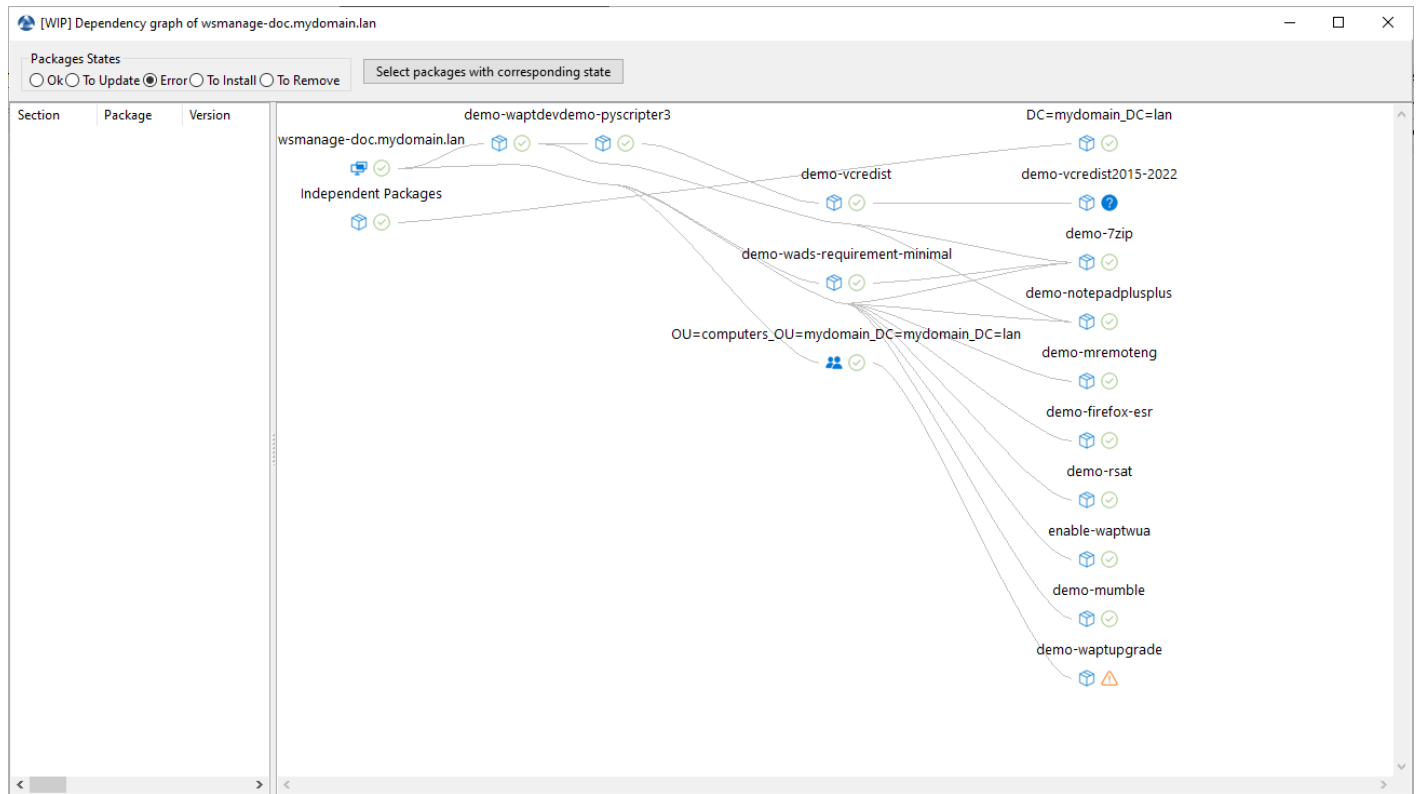 [WIP] Dependency graph of wsmanage-doc.mydomain.lan
Packages States
Ok To Update Error To Install To Remove
Select packages with corresponding state
Section Package Version
demo-waptdevdemo-pyscripter3
DC=mydomain_DC=lan
wsmanage-doc.mydomain.lan
demo-vcredist
demo-vcredist2015-2022
Independent Packages
demo-7zip
demo-wads-requirement-minimal
demo-notepadplusplus
OU=computers_OU=mydomain_DC=mydomain_DC=lan
demo-mremoteng
demo-firefox-esr
demo-rsat
enable-waptwua
demo-mumble
demo-waptupgrade